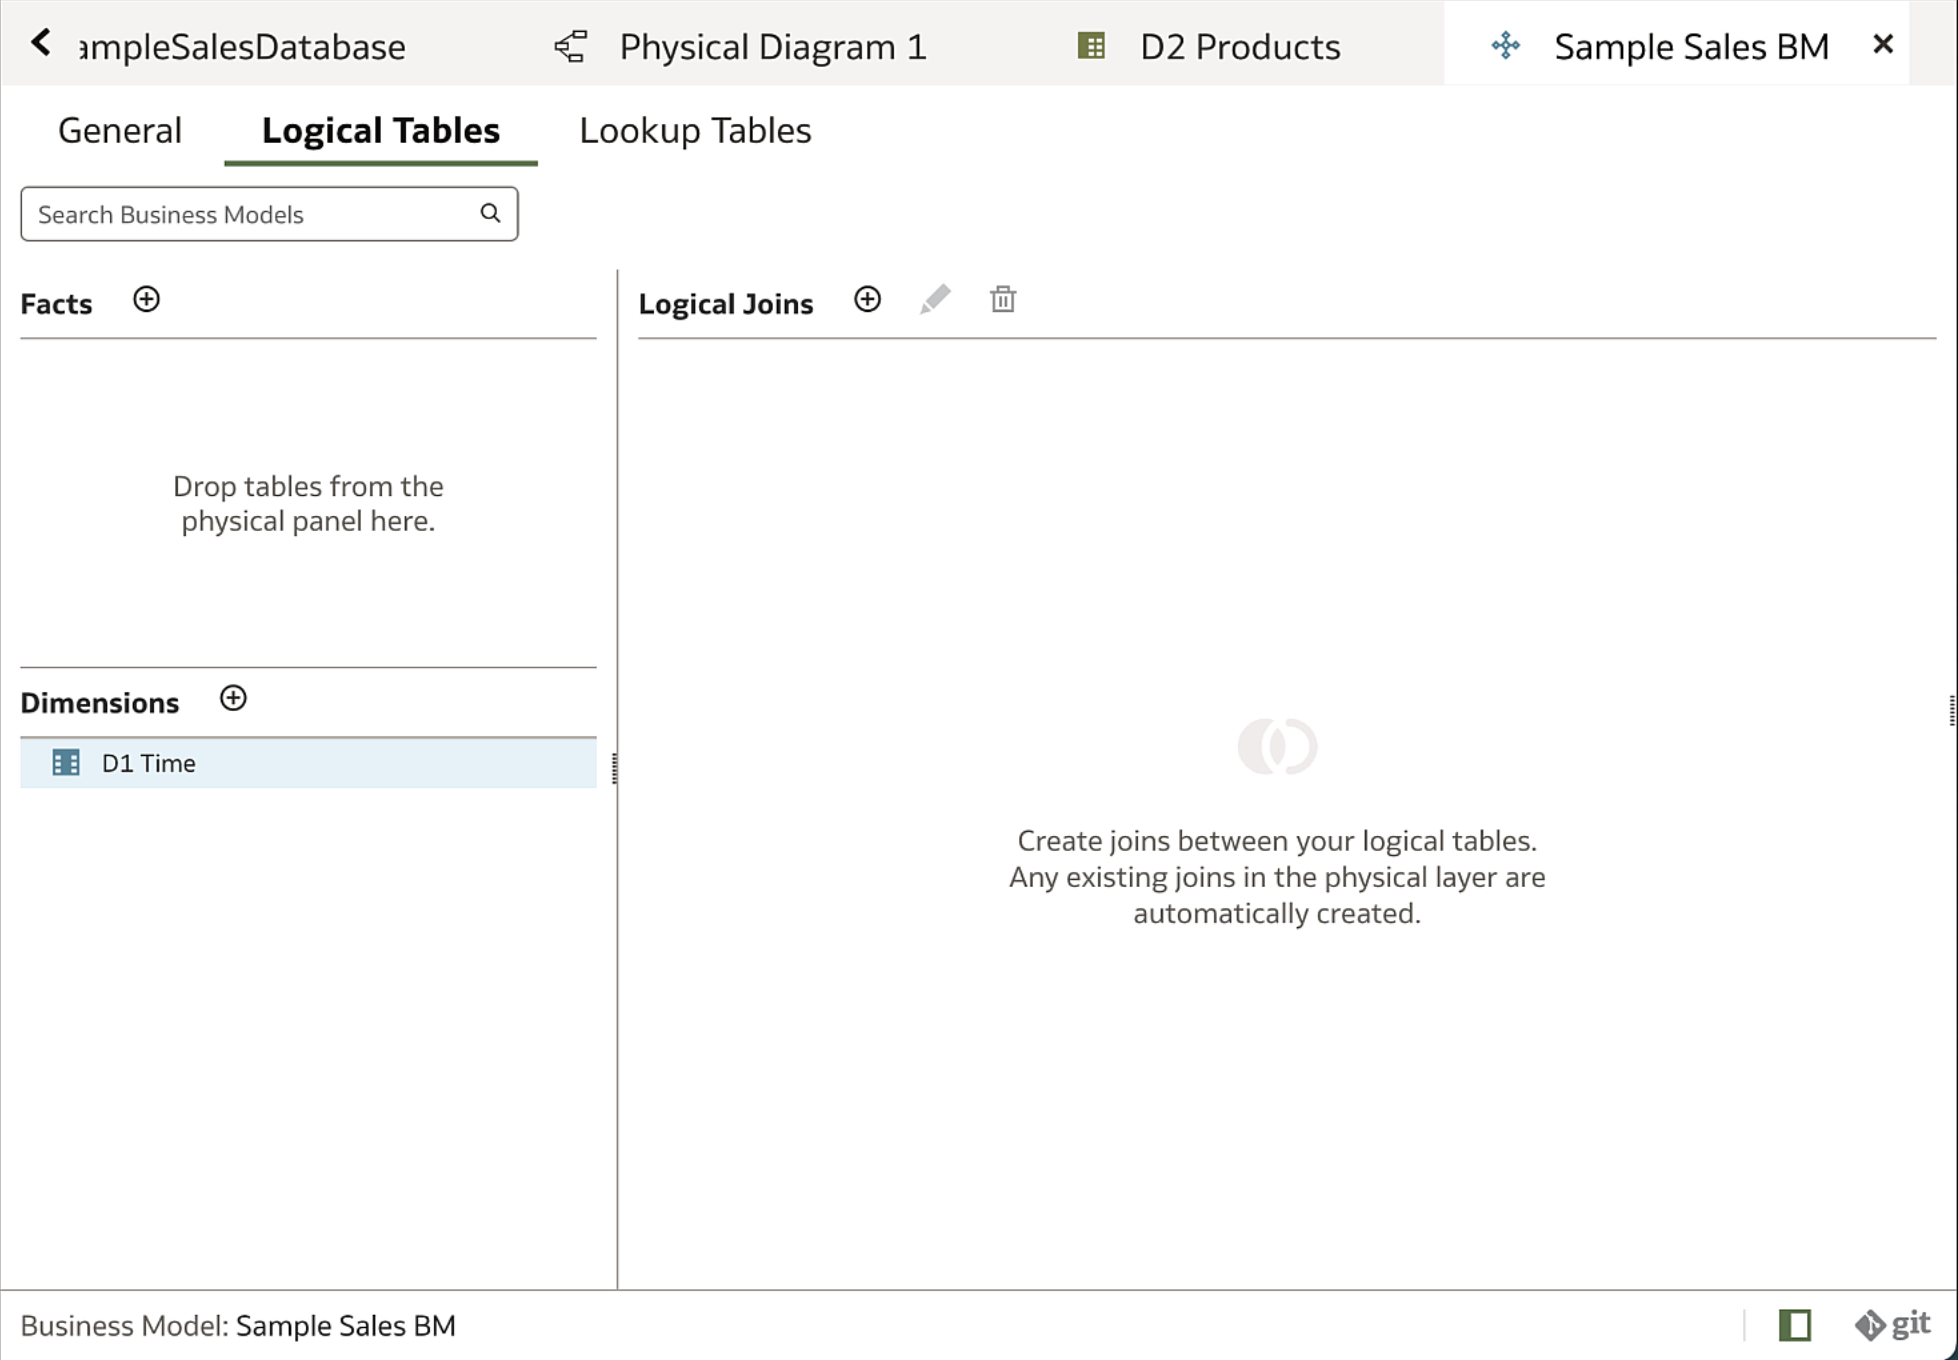 ampleSalesDatabase Physical Diagram 1 D2 Products Sample Sales BM
General Logical Tables Lookup Tables
Search Business Models
Facts
Logical Joins
Drop tables from the
physical panel here.
Dimensions
D1 Time
Create joins between your logical tables.
Any existing joins in the physical layer are
automatically created.
Business Model: Sample Sales BM
git